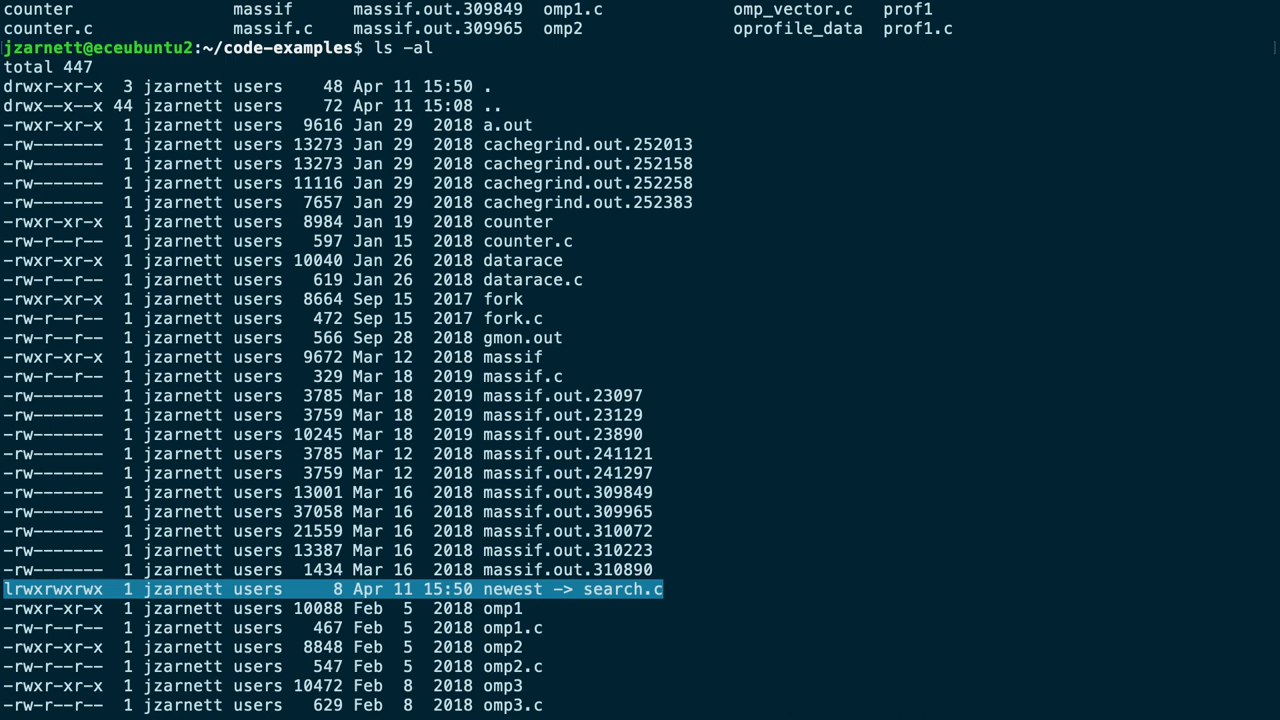 counter                massif      massif.out.309849  omp1.c             omp_vector.c   prof1
counter.c              massif.c    massif.out.309965  omp2               oprofile_data  prof1.c
jzarnett@eceubuntu2:~/code-examples$ ls -al
total 447
drwxr-xr-x  3 jzarnett users    48 Apr 11 15:50 .
drwx--x--x 44 jzarnett users    72 Apr 11 15:08 ..
-rwxr-xr-x  1 jzarnett users  9616 Jan 29  2018 a.out
-rw-------  1 jzarnett users 13273 Jan 29  2018 cachegrind.out.252013
-rw-------  1 jzarnett users 13273 Jan 29  2018 cachegrind.out.252158
-rw-------  1 jzarnett users 11116 Jan 29  2018 cachegrind.out.252258
-rw-------  1 jzarnett users  7657 Jan 29  2018 cachegrind.out.252383
-rwxr-xr-x  1 jzarnett users  8984 Jan 19  2018 counter
-rw-r--r--  1 jzarnett users   597 Jan 15  2018 counter.c
-rwxr-xr-x  1 jzarnett users 10040 Jan 26  2018 datarace
-rw-r--r--  1 jzarnett users   619 Jan 26  2018 datarace.c
-rwxr-xr-x  1 jzarnett users  8664 Sep 15  2017 fork
-rw-r--r--  1 jzarnett users   472 Sep 15  2017 fork.c
-rw-r--r--  1 jzarnett users   566 Sep 28  2018 gmon.out
-rwxr-xr-x  1 jzarnett users  9672 Mar 12  2018 massif
-rw-r--r--  1 jzarnett users   329 Mar 18  2019 massif.c
-rw-------  1 jzarnett users  3785 Mar 18  2019 massif.out.23097
-rw-------  1 jzarnett users  3759 Mar 18  2019 massif.out.23129
-rw-------  1 jzarnett users 10245 Mar 18  2019 massif.out.23890
-rw-------  1 jzarnett users  3785 Mar 12  2018 massif.out.241121
-rw-------  1 jzarnett users  3759 Mar 12  2018 massif.out.241297
-rw-------  1 jzarnett users 13001 Mar 16  2018 massif.out.309849
-rw-------  1 jzarnett users 37058 Mar 16  2018 massif.out.309965
-rw-------  1 jzarnett users 21559 Mar 16  2018 massif.out.310072
-rw-------  1 jzarnett users 13387 Mar 16  2018 massif.out.310223
-rw-------  1 jzarnett users  1434 Mar 16  2018 massif.out.310890
lrwxrwxrwx  1 jzarnett users     8 Apr 11 15:50 newest -> search.c
-rwxr-xr-x  1 jzarnett users 10088 Feb  5  2018 omp1
-rw-r--r--  1 jzarnett users   467 Feb  5  2018 omp1.c
-rwxr-xr-x  1 jzarnett users  8848 Feb  5  2018 omp2
-rw-r--r--  1 jzarnett users   547 Feb  5  2018 omp2.c
-rwxr-xr-x  1 jzarnett users 10472 Feb  8  2018 omp3
-rw-r--r--  1 jzarnett users   629 Feb  8  2018 omp3.c